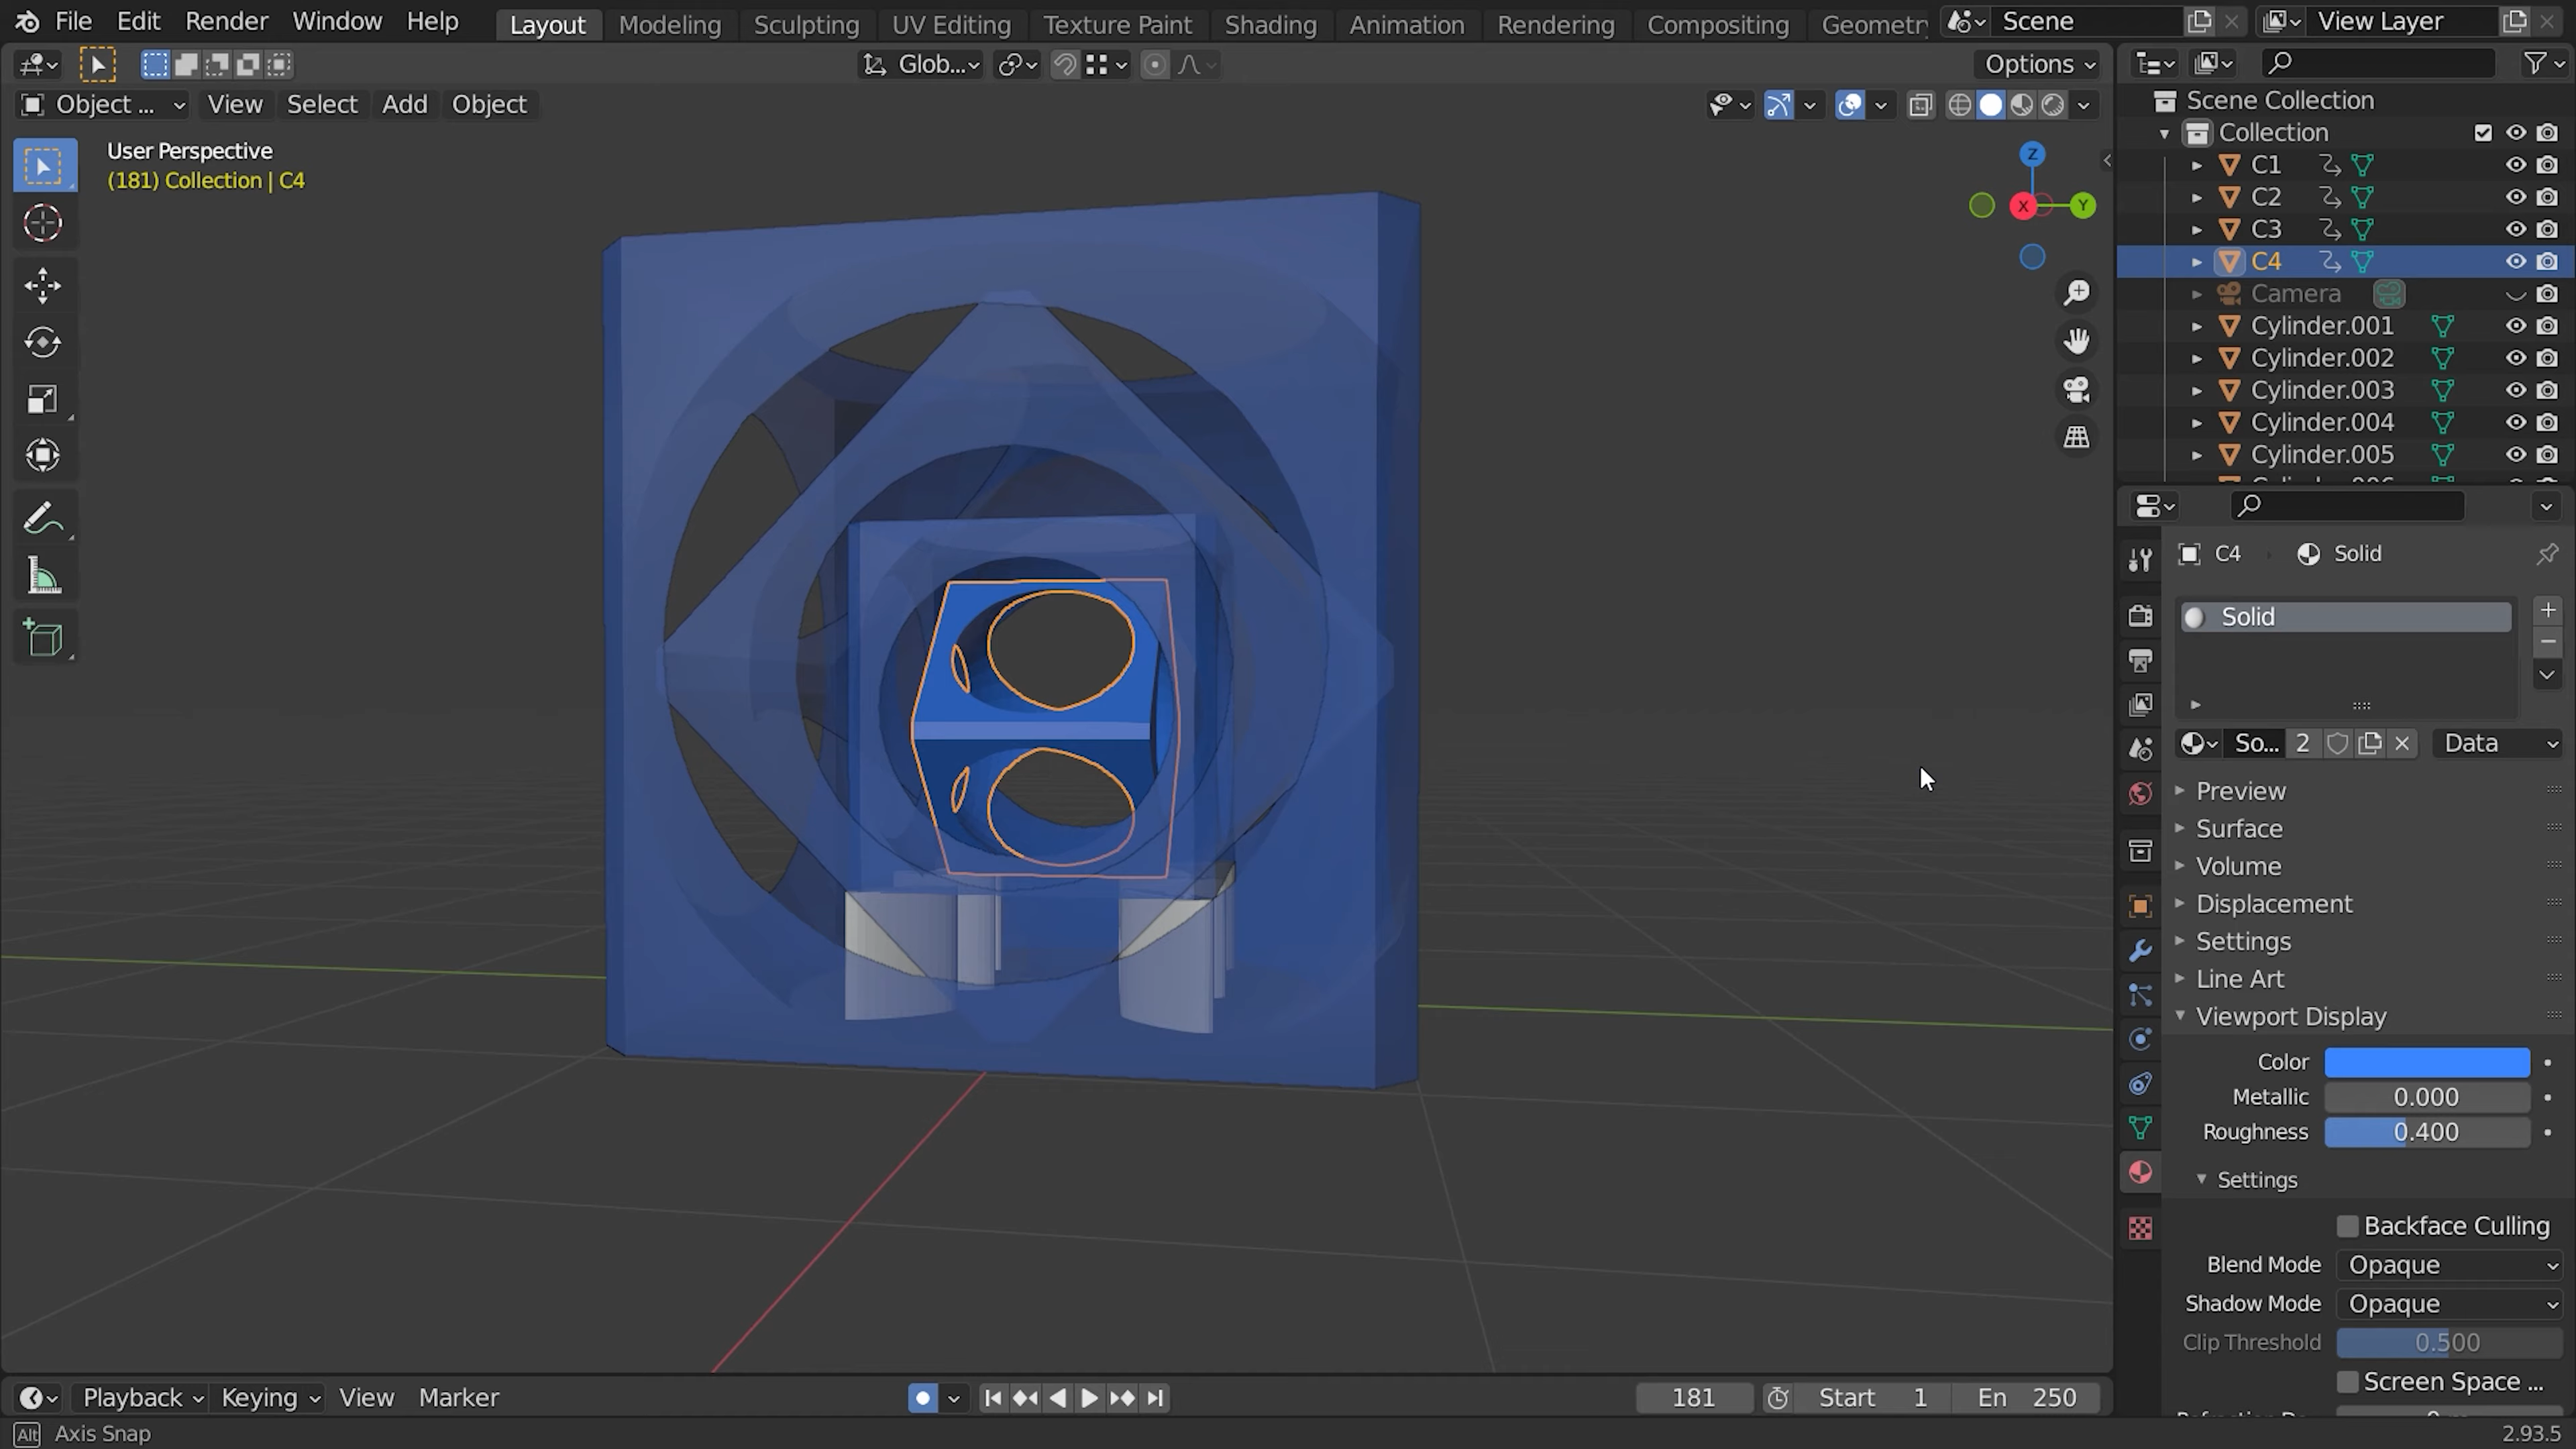 File Edit Render Window Help Layout Modeling Sculpting UV Editing Texture Paint Shading Animation Rendering Compositing Geometry Scene View Layer
Glob... Options
Object ... View Select Add Object
User Perspective
(181) Collection | C4
Z
X
Y
Scene Collection
Collection
C1
C2
C3
C4
Camera
Cylinder.001
Cylinder.002
Cylinder.003
Cylinder.004
Cylinder.005
C4 Solid
Solid
So... 2 Data
Preview
Surface
Volume
Displacement
Settings
Line Art
Viewport Display
Color
Metallic 0.000
Roughness 0.400
Settings
Backface Culling
Blend Mode Opaque
Shadow Mode Opaque
Clip Threshold 0.500
Screen Space ...
Playback Keying View Marker 181 Start 1 En 250
Alt Axis Snap 2.93.5